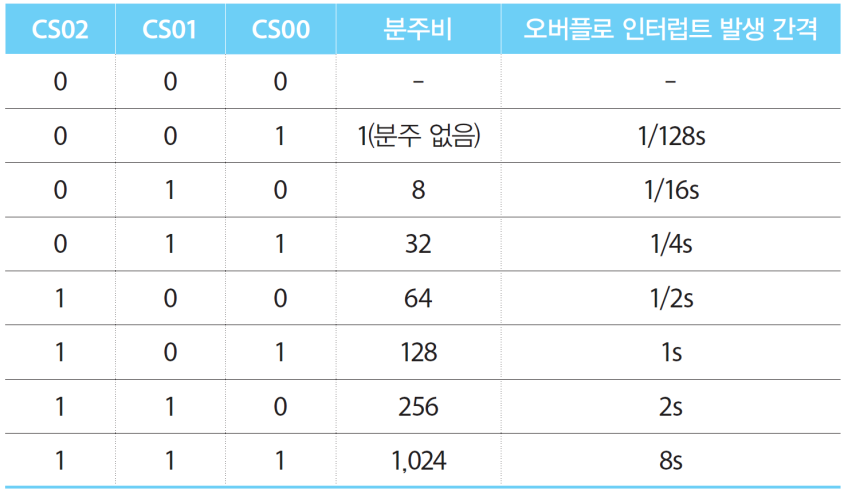 CS02 CS01 CS00 분주비 오버플로 인터럽트 발생 간격
0 0 0 – –
0 0 1 1(분주 없음) 1/128s
0 1 0 8 1/16s
0 1 1 32 1/4s
1 0 0 64 1/2s
1 0 1 128 1s
1 1 0 256 2s
1 1 1 1,024 8s